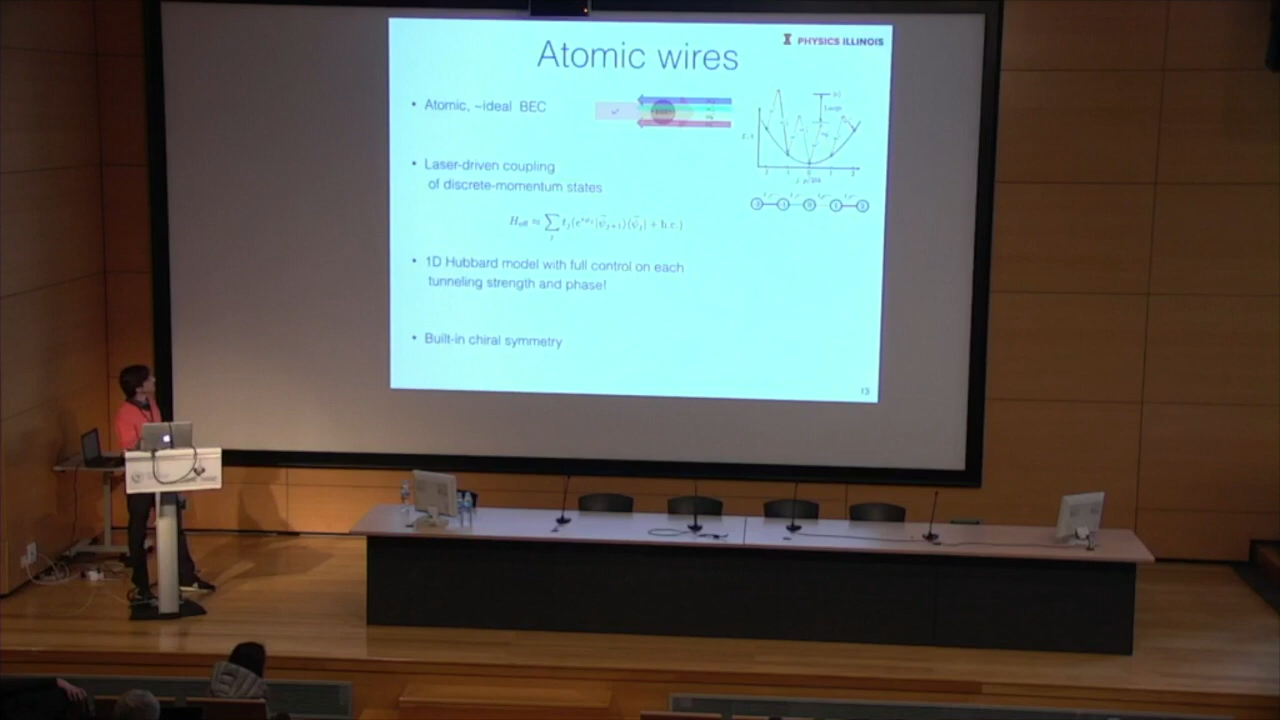 PHYSICS ILLINOIS
Atomic wires
• Atomic, ~ideal BEC
• Laser-driven coupling
of discrete-momentum states
• 1D Hubbard model with full control on each
tunneling strength and phase!
• Built-in chiral symmetry
13